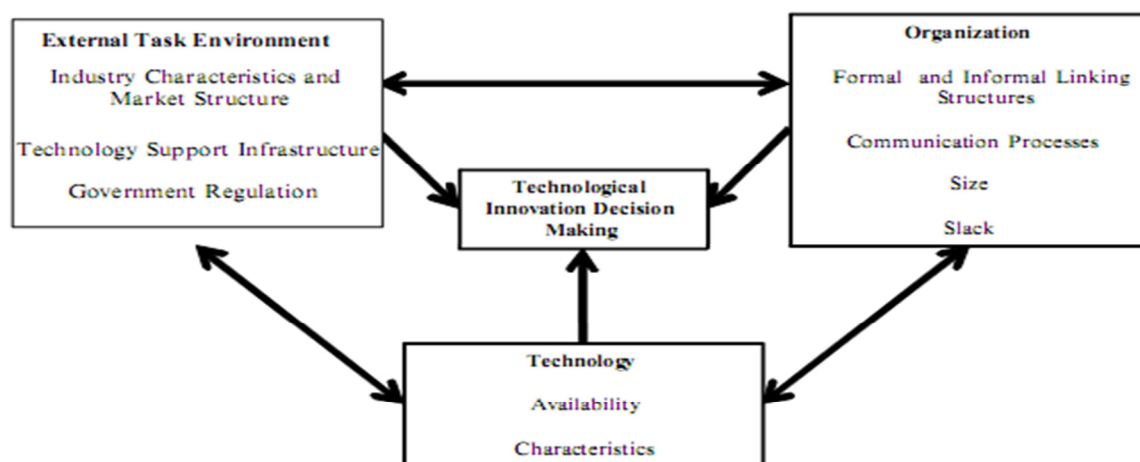 External Task Environment
Industry Characteristics and
Market Structure
Technology Support Infrastructure
Government Regulation
Organization
Formal and Informal Linking
Structures
Communication Processes
Size
Slack
Technological
Innovation Decision
Making
Technology
Availability
Characteristics